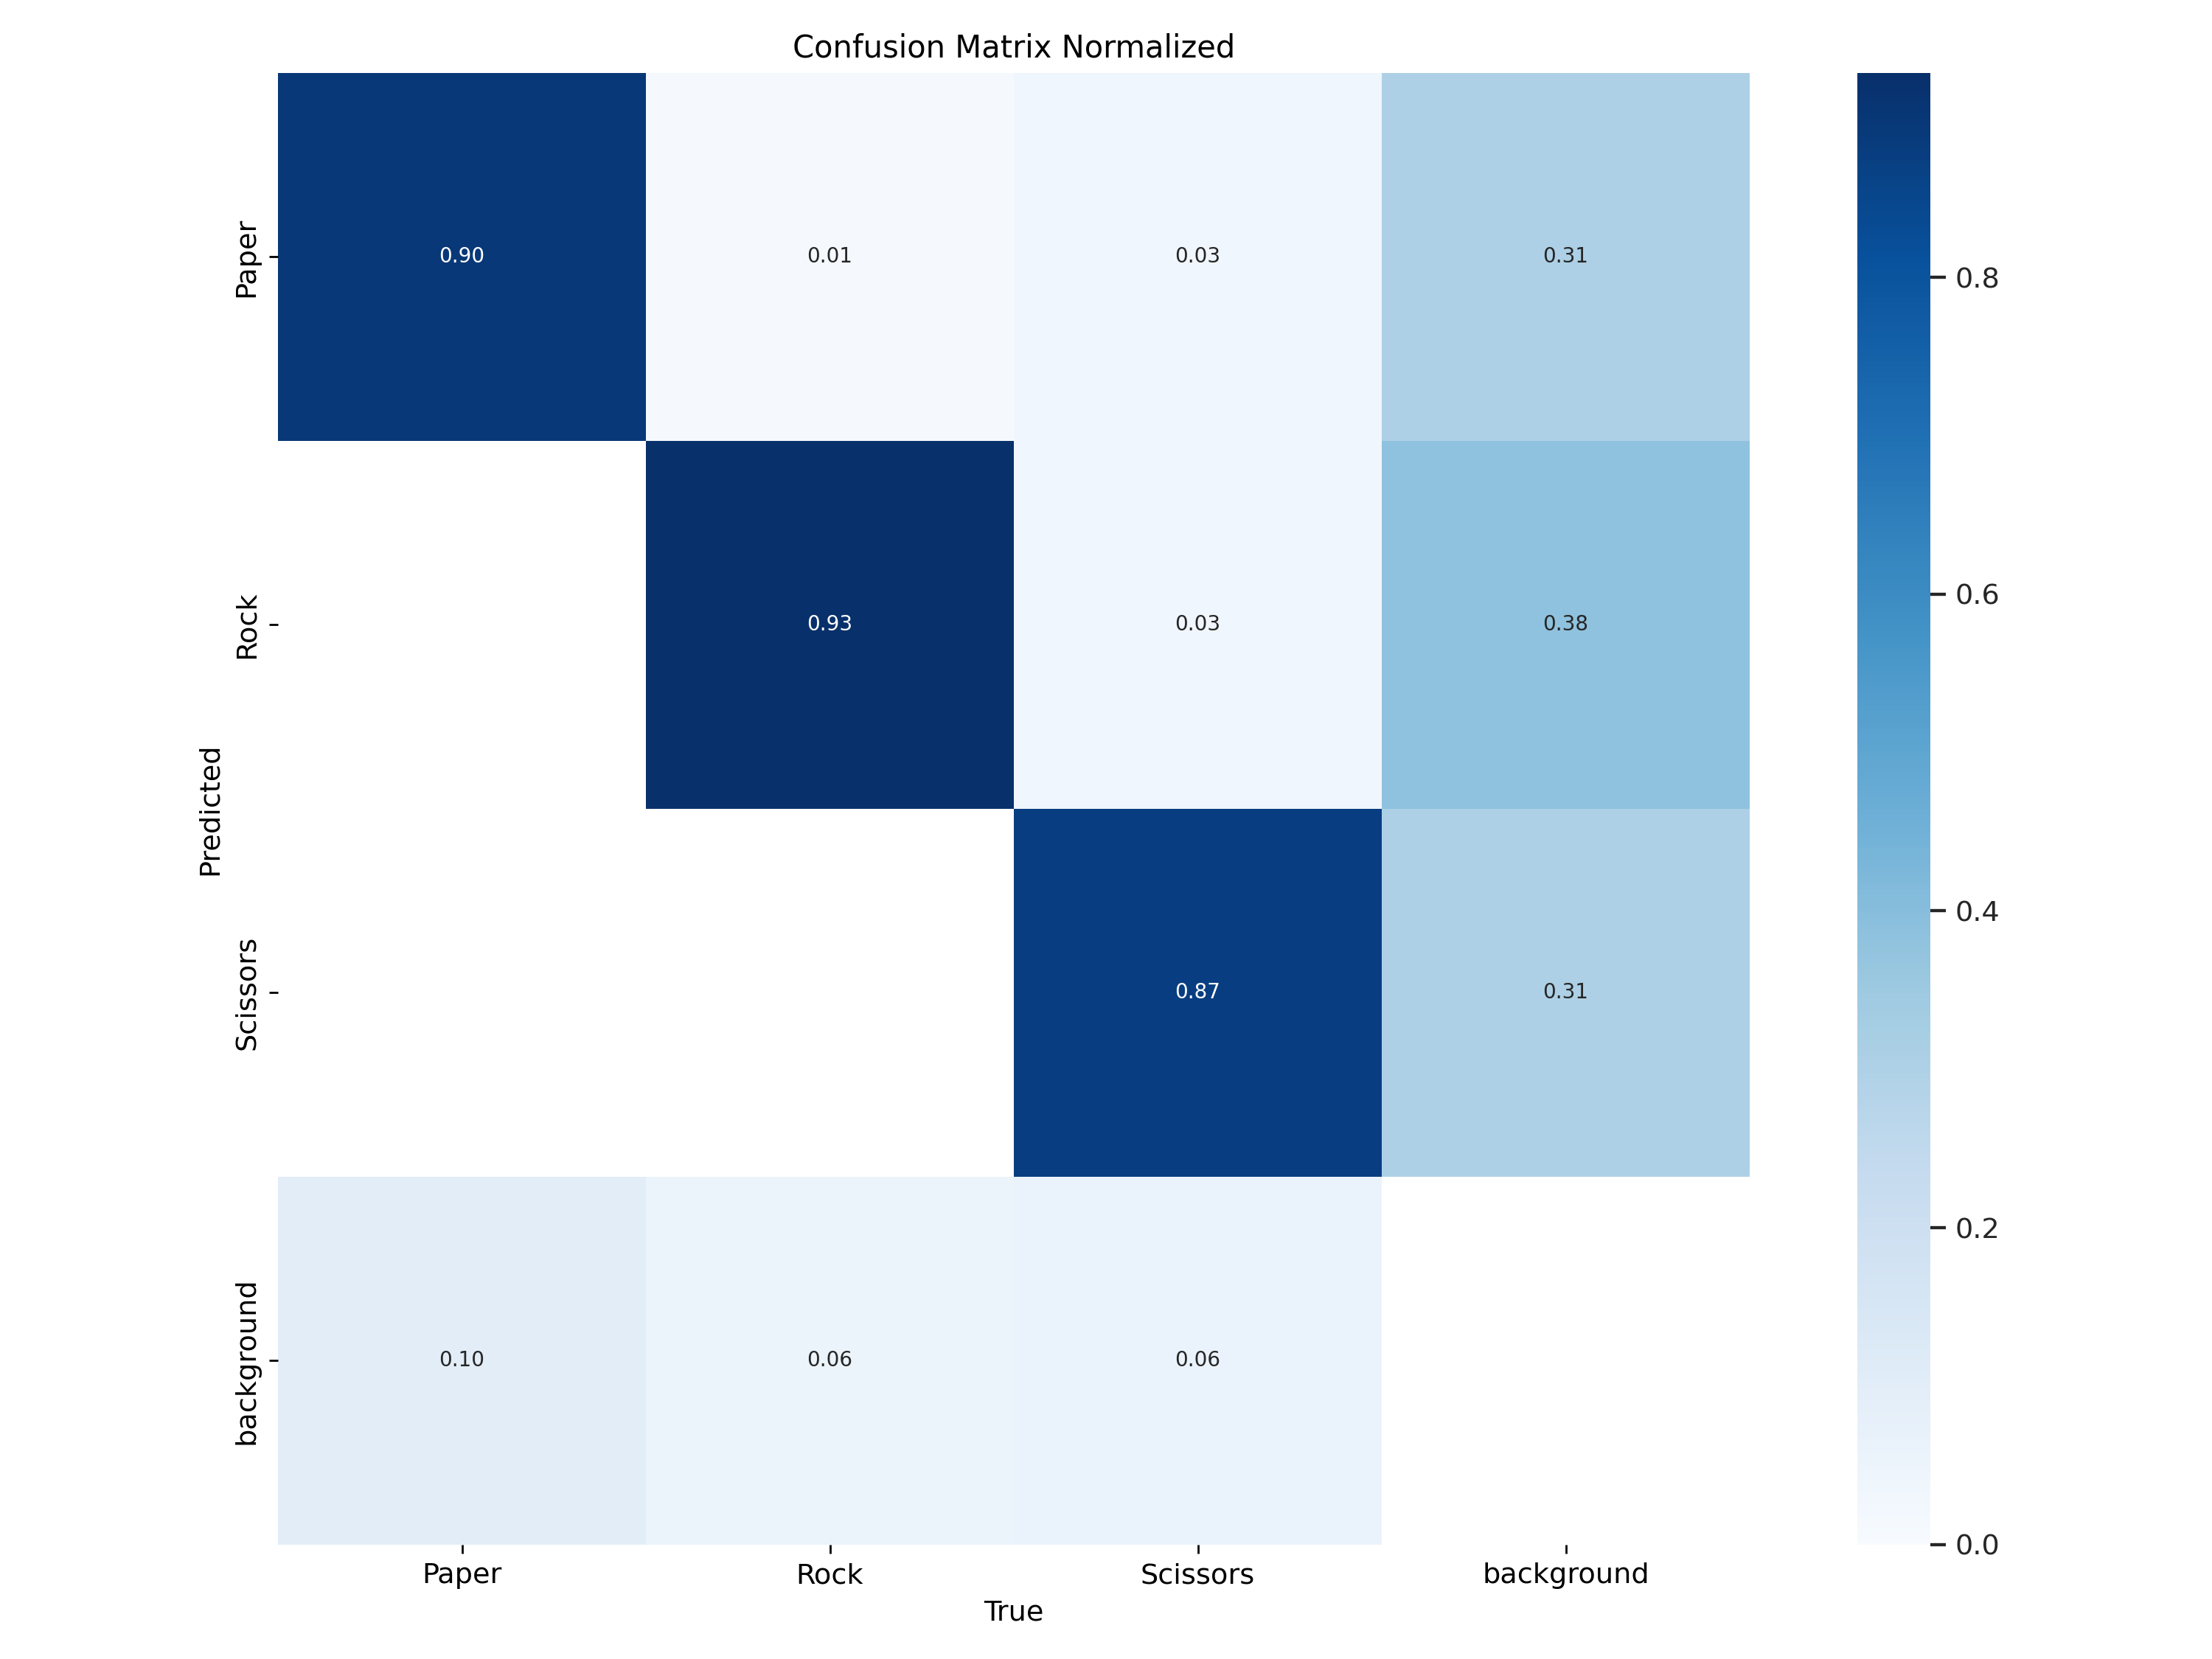 Confusion Matrix Normalized
Paper
0.90
0.01
0.03
0.31
Rock
0.93
0.03
0.38
Scissors
0.87
0.31
background
0.10
0.06
0.06
Predicted
Paper
Rock
Scissors
background
True
0.8
0.6
0.4
0.2
0.0